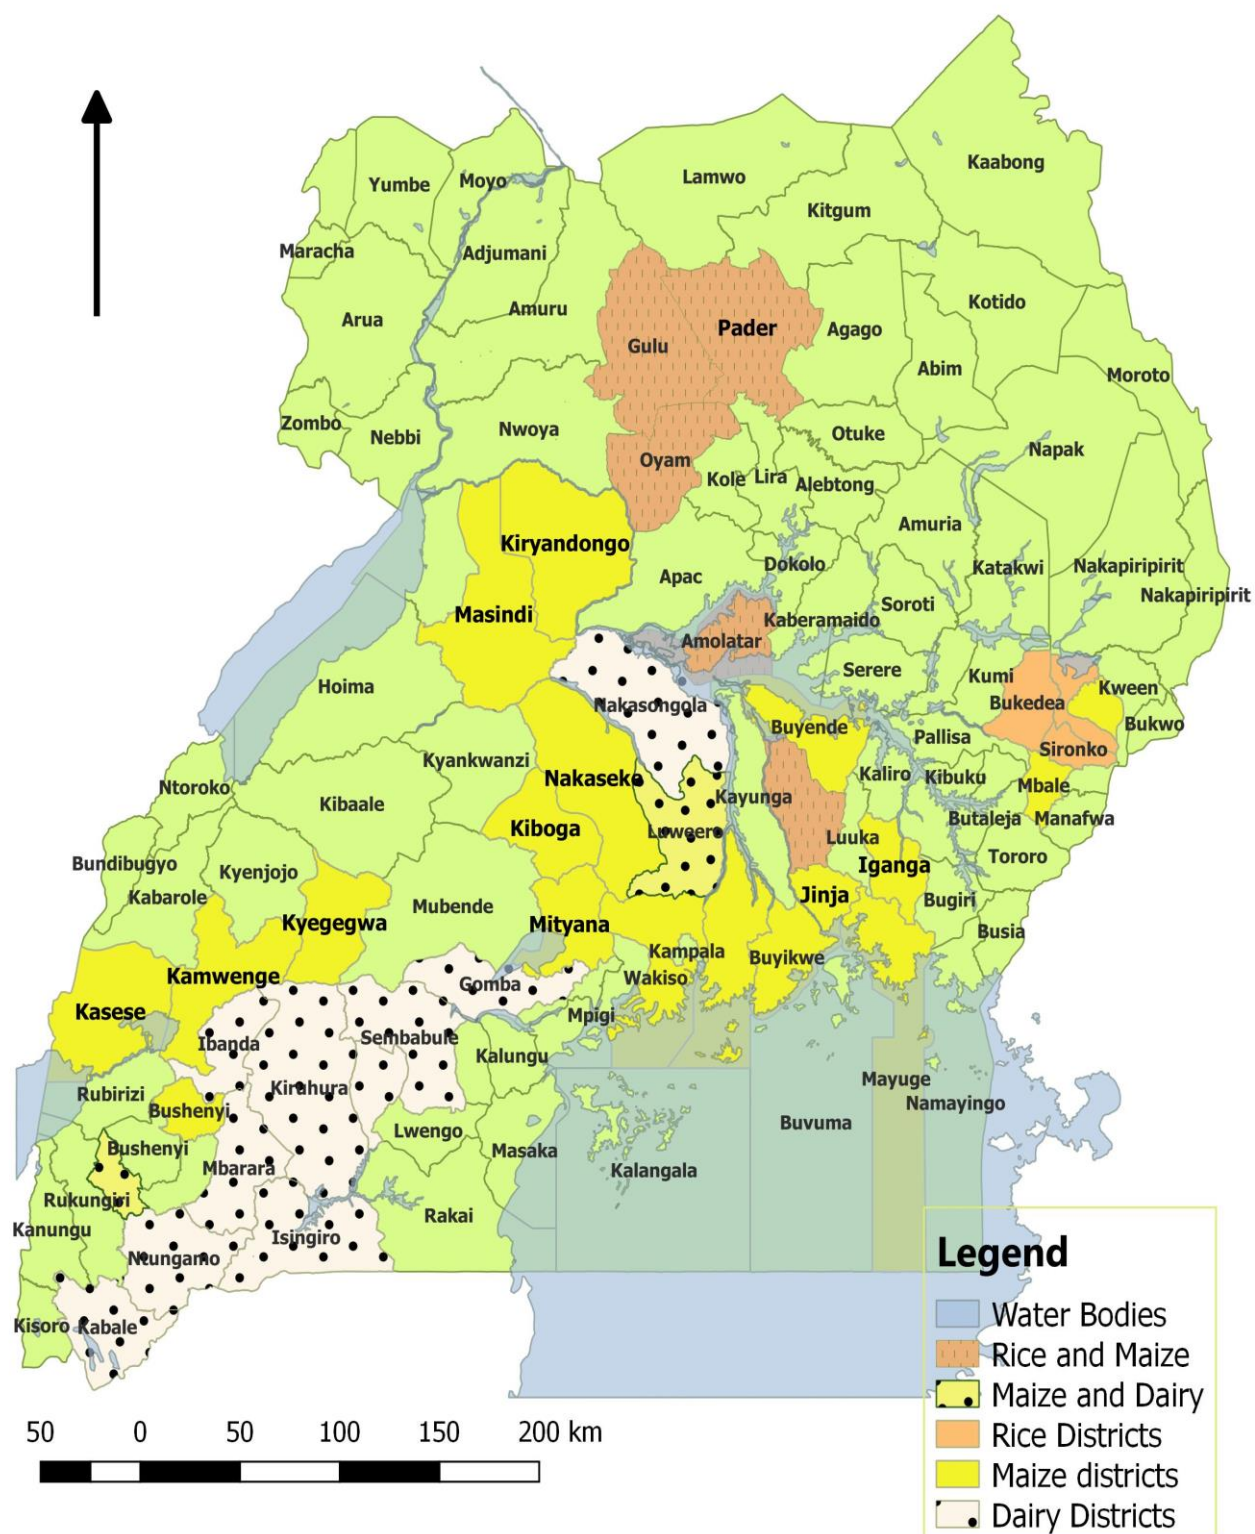 Kaabong
Lamwo
Yumbe
Moyo
Kitgum
Maracha
Adjumani
Kotido
Amuru
Arua
Pader
Agago
Gulu
Abim
Moroto
Zombo
Nebbi
Nwoya
Otuke
Napak
Oyam
Kole
Lira
Alebtong
Amuria
Kiryandongo
Dokolo
Katakwi
Nakapiripirit
Apac
Nakapiripirit
Soroti
Masindi
Kaberamaido
Amolatar
Serere
Kumi
Hoima
Kween
Nakasongola
Bukedea
Buyende
Bukwo
Pallisa
Sironko
Kyankwanzi
Nakaseke
Kaliro
Kibuku
Ntoroko
Mbale
Kayunga
Kibaale
Kiboga
Luweero
Butaleja
Manafwa
Luuka
Tororo
Bundibugyo
Iganga
Kyenjojo
Kabarole
Jinja
Bugiri
Mubende
Kyegegwa
Mityana
Busia
Kampala
Buyikwe
Kamwenge
Wakiso
Gomba
Kasese
Mpigi
Sembabule
Ibanda
Kalungu
Kiruhura
Mayuge
Rubirizi
Namayingo
Bushenyi
Buvuma
Lwengo
Bushenyi
Masaka
Mbarara
Kalangala
Rukungiri
Rakai
Kanungu
Isingiro
Ntungamo
Kisoro
Kabale
Legend
Water Bodies
Rice and Maize
Maize and Dairy
Rice Districts
Maize districts
Dairy Districts
50 0 50 100 150 200 km